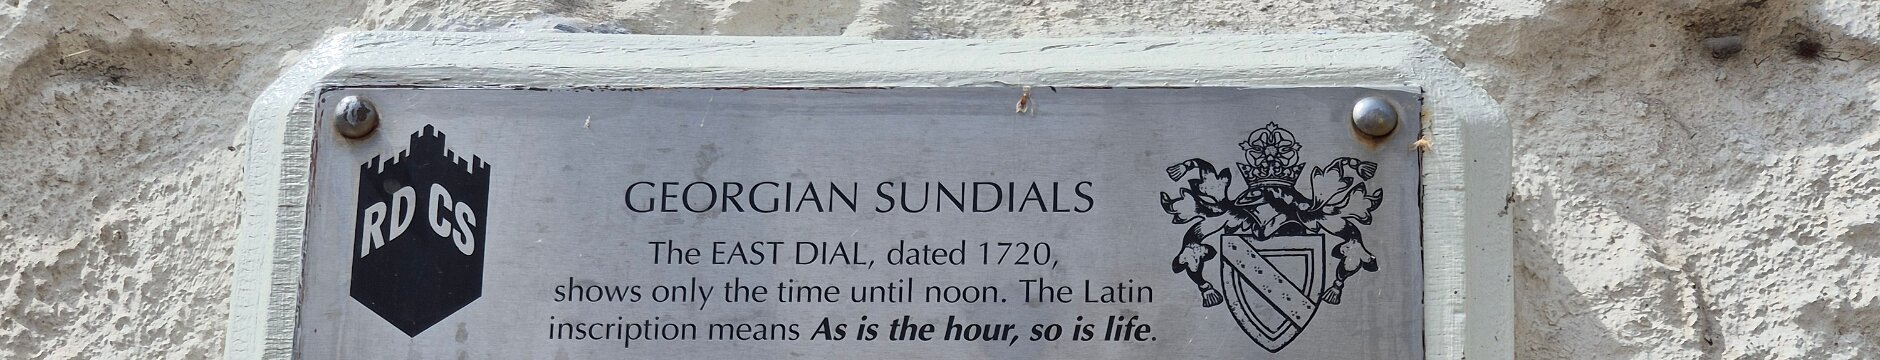 RD CS
GEORGIAN SUNDIALS
The EAST DIAL, dated 1720,
shows only the time until noon. The Latin
inscription means As is the hour, so is life.